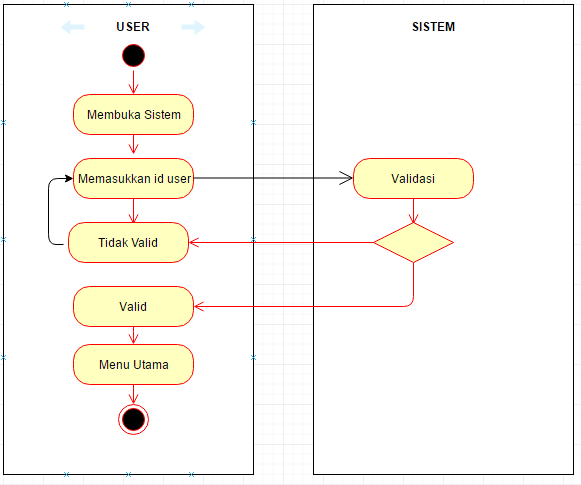 USER
SISTEM
Membuka Sistem
Memasukkan id user
Validasi
Tidak Valid
Valid
Menu Utama